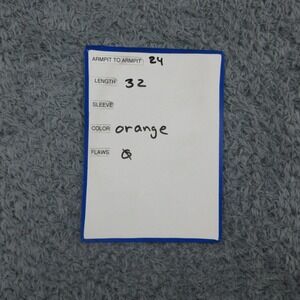 ARMPIT TO ARMPIT: 24
LENGTH: 32
SLEEVE:
COLOR: orange
FLAWS: